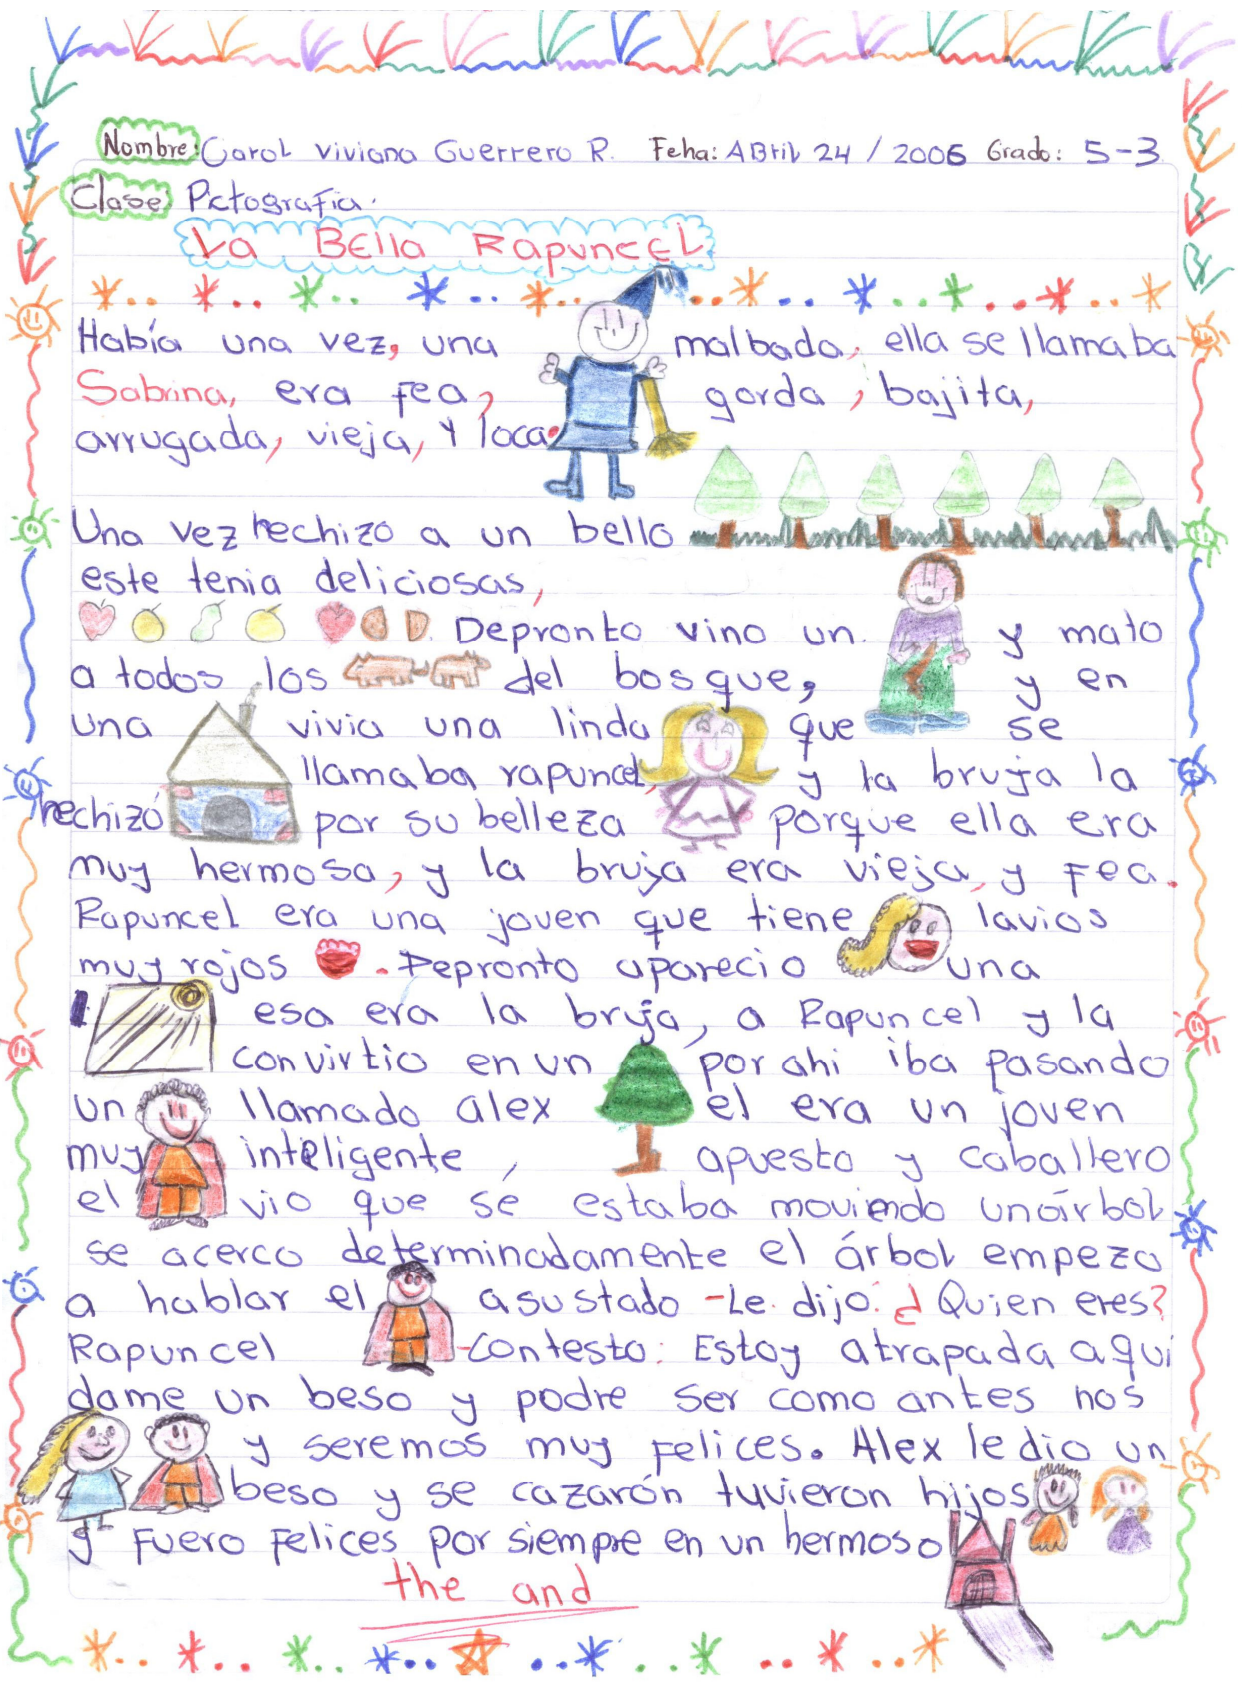 Nombre: Carol Viviana Guerrero R. Feha: ABril 24 / 2006 Grado: 5-3
Clase: Pictografia.
La BElla RapuncEL
Había una vez, una malbada, ella se llamaba
Sabrina, era fea, gorda, bajita,
arrugada, vieja, Y loca.
Una vez hechizo a un bello
este tenia deliciosas,
Depronto vino un y mato
a todos los del bosque, y en
una vivia una linda que se
llamaba rapuncel, y la bruja la
hechizó por su belleza porque ella era
muy hermosa, y la bruja era vieja, y Fea.
Rapuncel era una joven que tiene lavios
muy rojos. Depronto aparecio una
esa era la bruja, a Rapuncel y la
convirtio en un por ahi iba pasando
un llamado alex el era un joven
muy inteligente, apuesto y caballero
el vio que se estaba moviendo un árbol
se acerco determinadamente el árbol empezo
a hablar el asustado -Le dijo: ¿Quien eres?
Rapuncel -contesto: Estoy atrapada aqui
dame un beso y podre ser como antes nos
y seremos muy Felices. Alex le dio un
beso y se cazarón tuvieron hijos
y Fuero Felices por siempre en un hermoso
the and